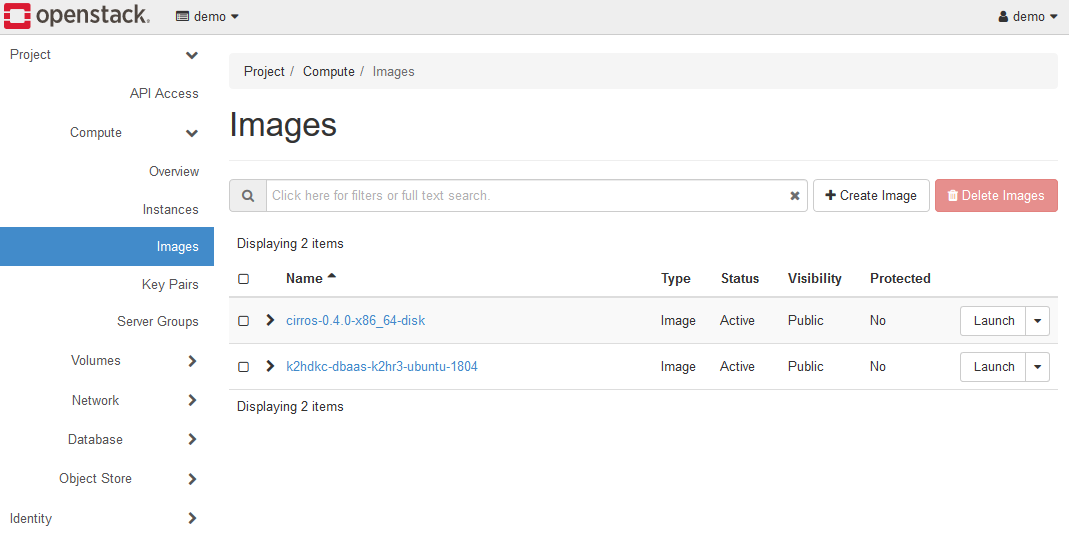 openstack. demo demo
Project
API Access
Compute
Overview
Instances
Images
Key Pairs
Server Groups
Volumes
Network
Database
Object Store
Identity
Project / Compute / Images
Images
Click here for filters or full text search. Create Image Delete Images
Displaying 2 items
Name Type Status Visibility Protected
cirros-0.4.0-x86_64-disk Image Active Public No Launch
k2hdkc-dbaas-k2hr3-ubuntu-1804 Image Active Public No Launch
Displaying 2 items